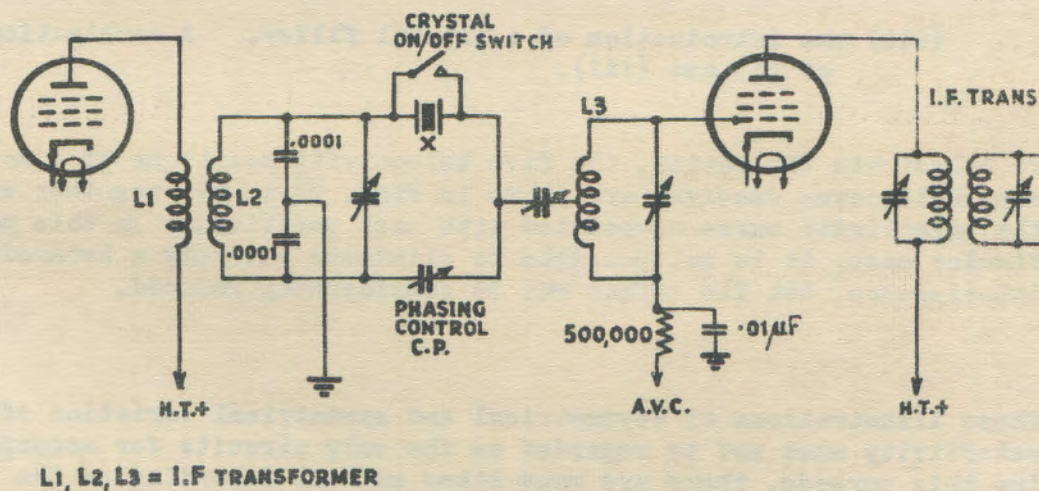 CRYSTAL
ON/OFF SWITCH
L3
I.F. TRANS
.0001
X
L1
L2
.0001
PHASING
CONTROL
C.P.
500,000
.01µF
H.T.+
A.V.C.
H.T.+
L1, L2, L3 = I.F TRANSFORMER